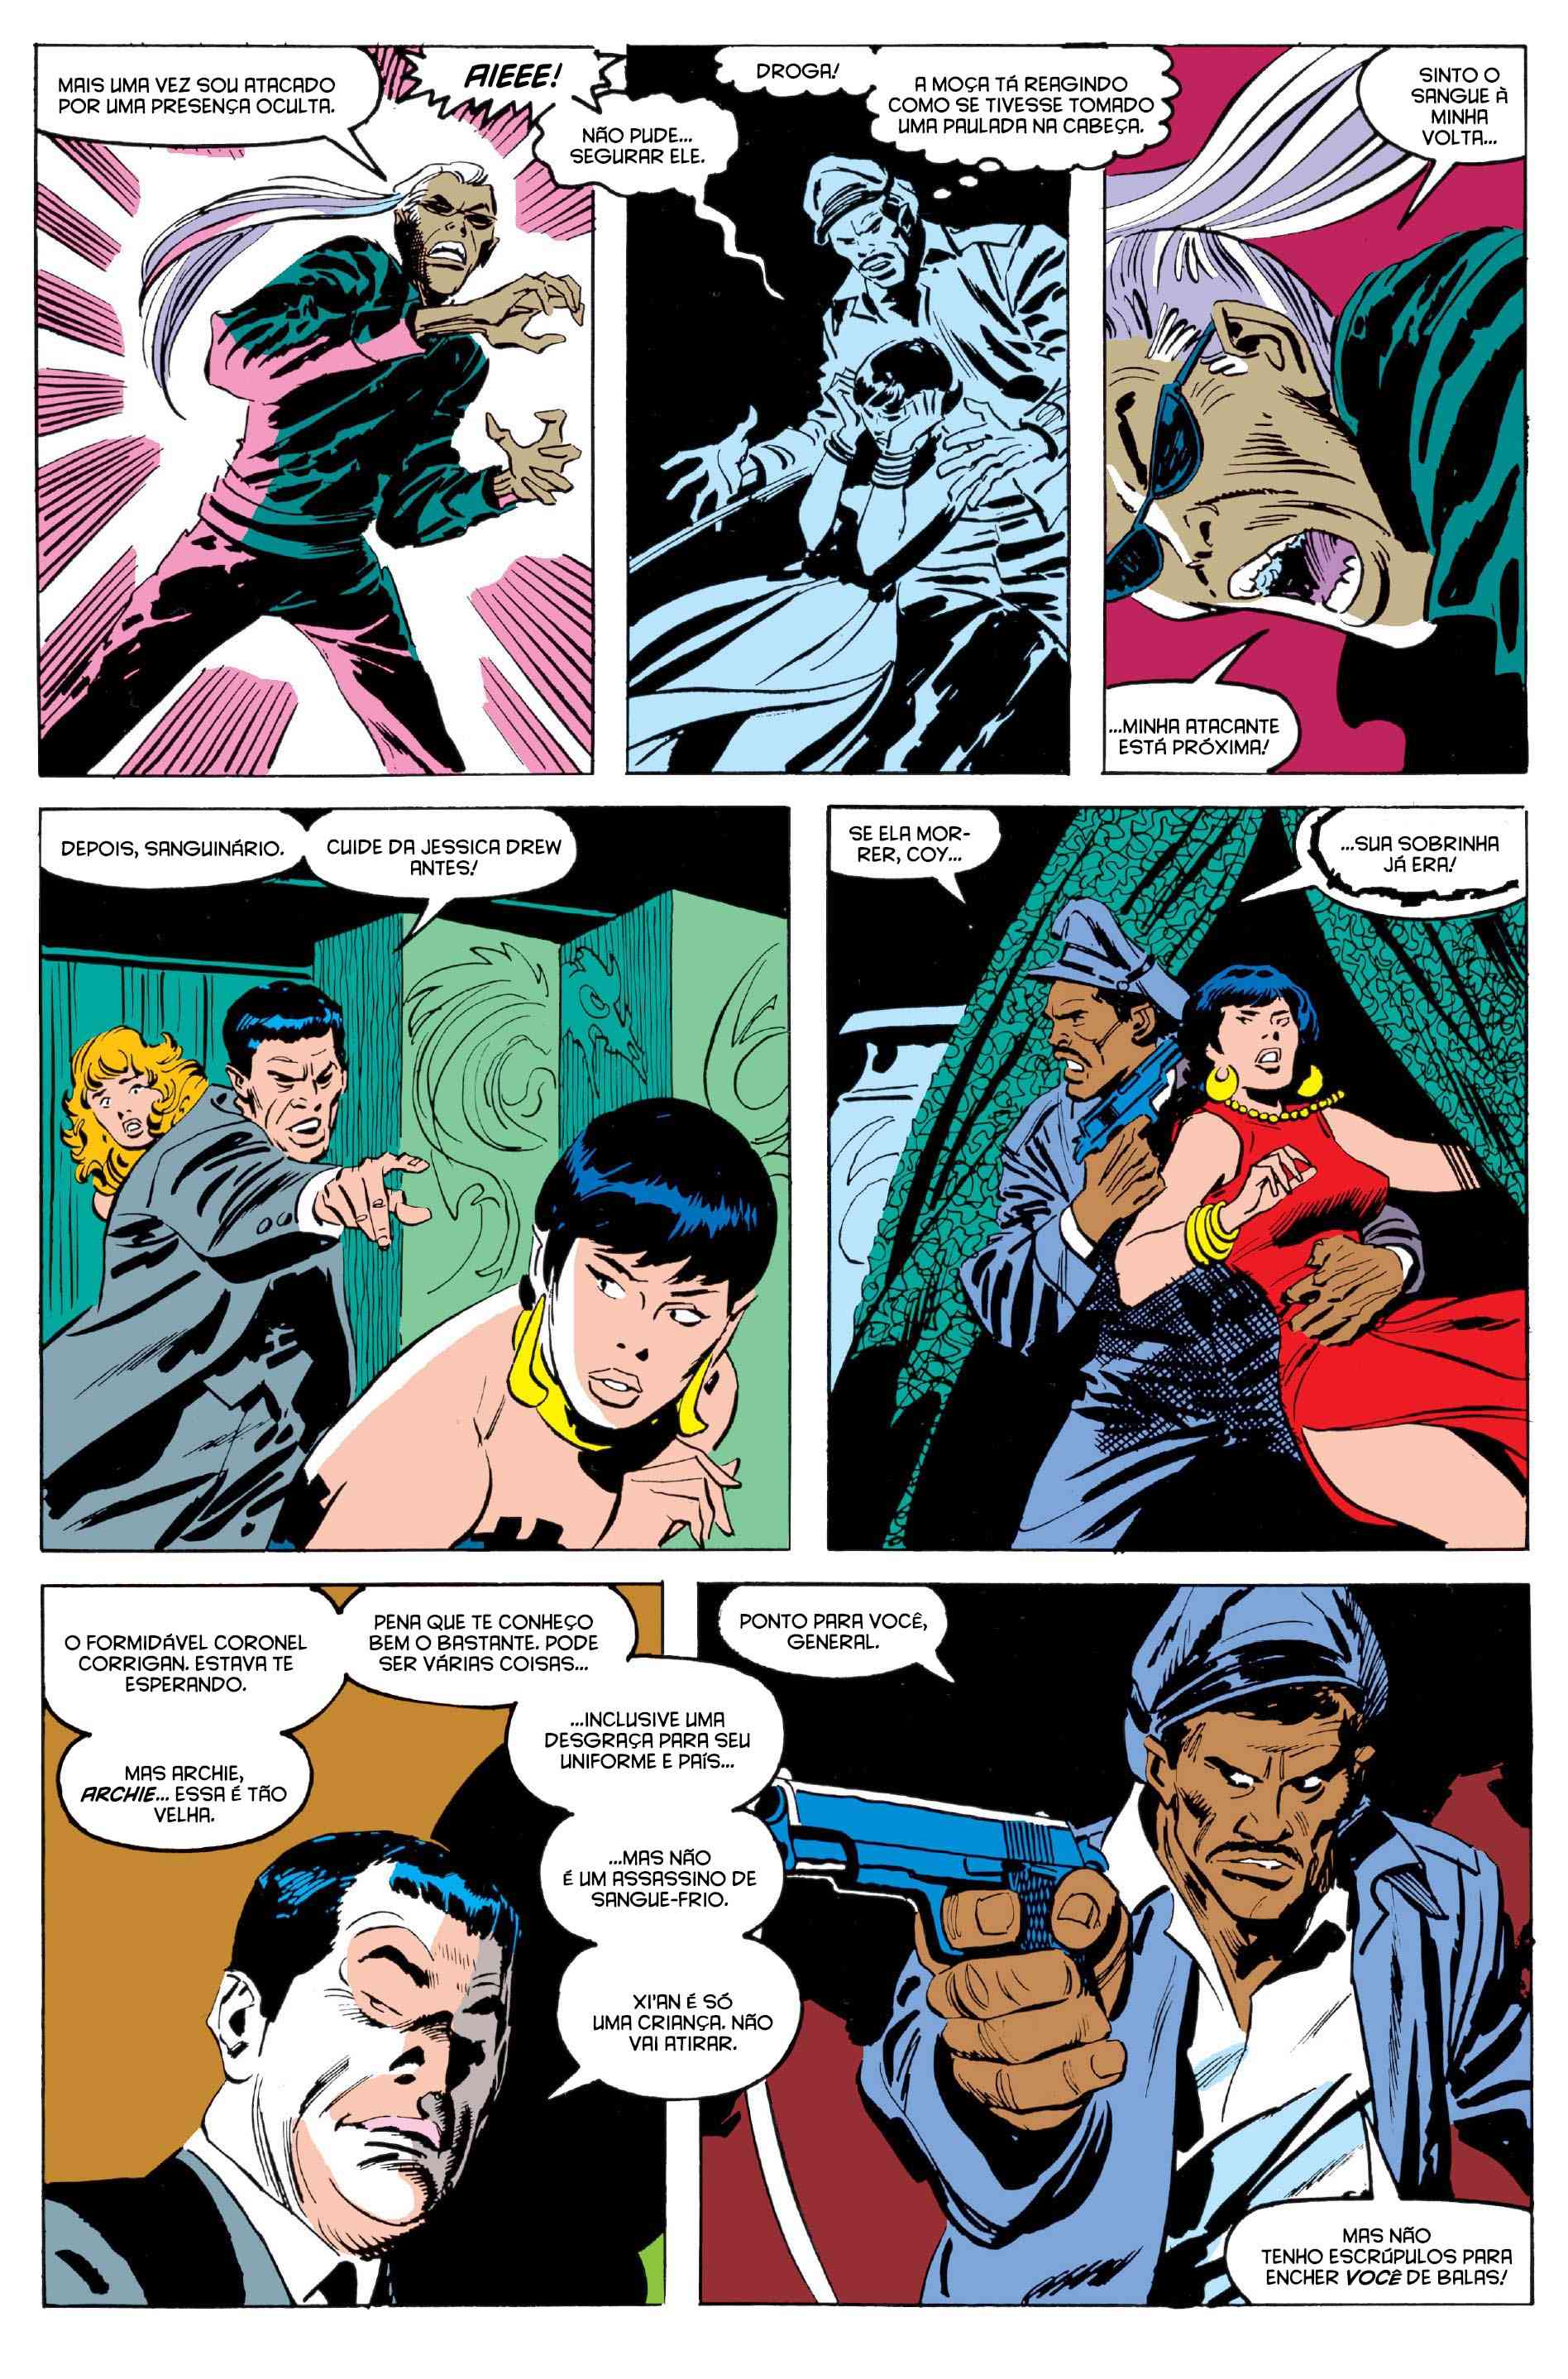 MAIS UMA VEZ SOU ATACADO
POR UMA PRESENÇA OCULTA.
AIEEE!
NÃO PUDE...
SEGURAR ELE.
DROGA!
A MOÇA TÁ REAGINDO
COMO SE TIVESSE TOMADO
UMA PAULADA NA CABEÇA.
SINTO O
SANGUE À
MINHA
VOLTA...
...MINHA ATACANTE
ESTÁ PRÓXIMA!
DEPOIS, SANGUINÁRIO.
CUIDE DA JESSICA DREW
ANTES!
SE ELA MOR-
RER, COY...
...SUA SOBRINHA
JÁ ERA!
O FORMIDÁVEL CORONEL
CORRIGAN. ESTAVA TE
ESPERANDO.
MAS ARCHIE,
ARCHIE... ESSA É TÃO
VELHA.
PENA QUE TE CONHEÇO
BEM O BASTANTE. PODE
SER VÁRIAS COISAS...
...INCLUSIVE UMA
DESGRAÇA PARA SEU
UNIFORME E PAÍS...
...MAS NÃO
É UM ASSASSINO DE
SANGUE-FRIO.
XI'AN É SÓ
UMA CRIANÇA. NÃO
VAI ATIRAR.
PONTO PARA VOCÊ,
GENERAL.
MAS NÃO
TENHO ESCRÚPULOS PARA
ENCHER VOCÊ DE BALAS!